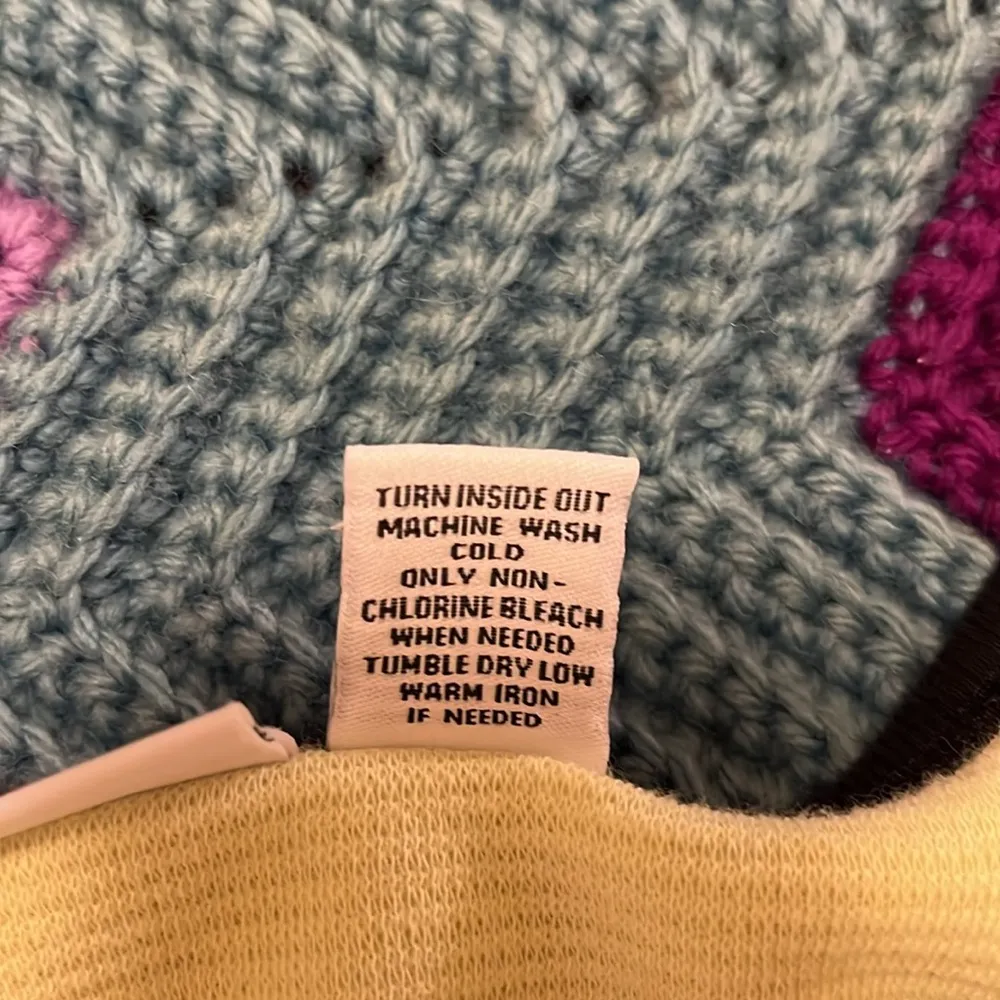 TURN INSIDE OUT
MACHINE WASH
COLD
ONLY NON-
CHLORINE BLEACH
WHEN NEEDED
TUMBLE DRY LOW
WARM IRON
IF NEEDED